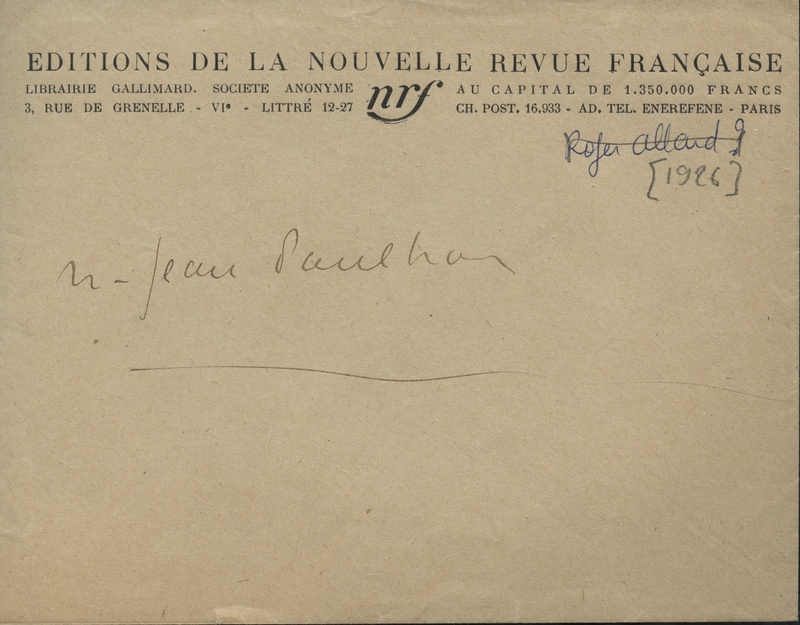 EDITIONS DE LA NOUVELLE REVUE FRANÇAISE
LIBRAIRIE GALLIMARD. SOCIETE ANONYME nrf AU CAPITAL DE 1.350.000 FRANCS
3, RUE DE GRENELLE - VIe - LITTRÉ 12-27 CH. POST. 16.933 - AD. TEL. ENEREFENE - PARIS
Roger Allard ?
[1926]
M - Jean Paulhan